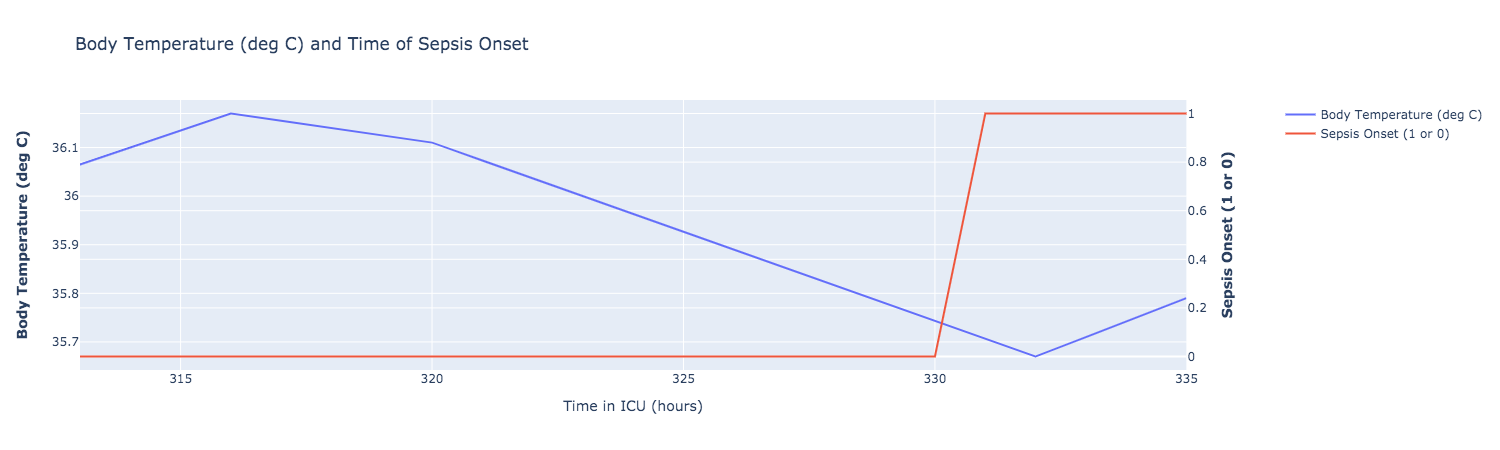 Body Temperature (deg C) and Time of Sepsis Onset
Body Temperature (deg C)
36.1
36
35.9
35.8
35.7
315
320
325
330
335
Time in ICU (hours)
1
0.8
0.6
0.4
0.2
0
Sepsis Onset (1 or 0)
Body Temperature (deg C)
Sepsis Onset (1 or 0)